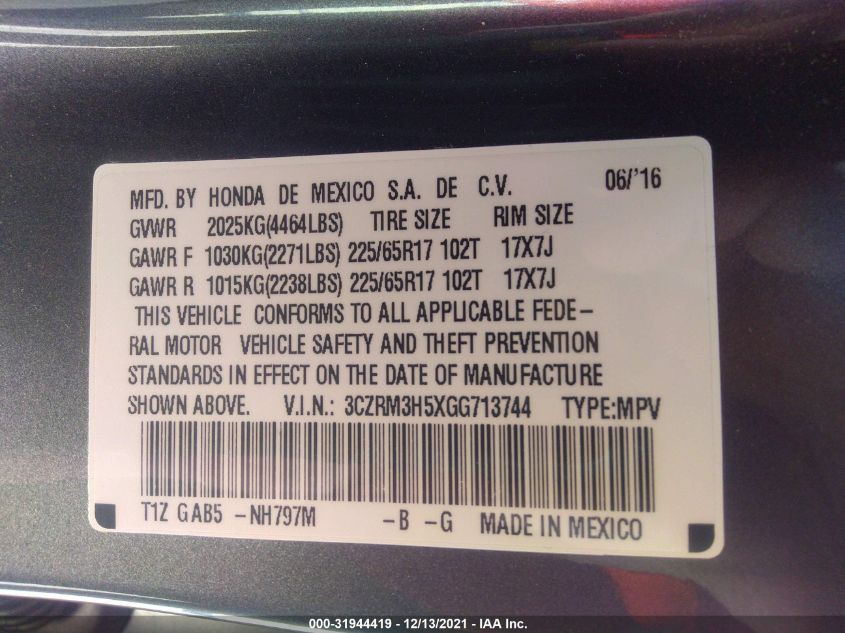 MFD. BY HONDA DE MEXICO S.A. DE C.V. 06/'16
GVWR 2025KG(4464LBS) TIRE SIZE RIM SIZE
GAWR F 1030KG(2271LBS) 225/65R17 102T 17X7J
GAWR R 1015KG(2238LBS) 225/65R17 102T 17X7J
THIS VEHICLE CONFORMS TO ALL APPLICABLE FEDE-
RAL MOTOR VEHICLE SAFETY AND THEFT PREVENTION
STANDARDS IN EFFECT ON THE DATE OF MANUFACTURE
SHOWN ABOVE. V.I.N.: 3CZRM3H5XGG713744 TYPE:MPV
T1Z GAB5 -NH797M -B -G MADE IN MEXICO
000-31944419 - 12/13/2021 - IAA Inc.